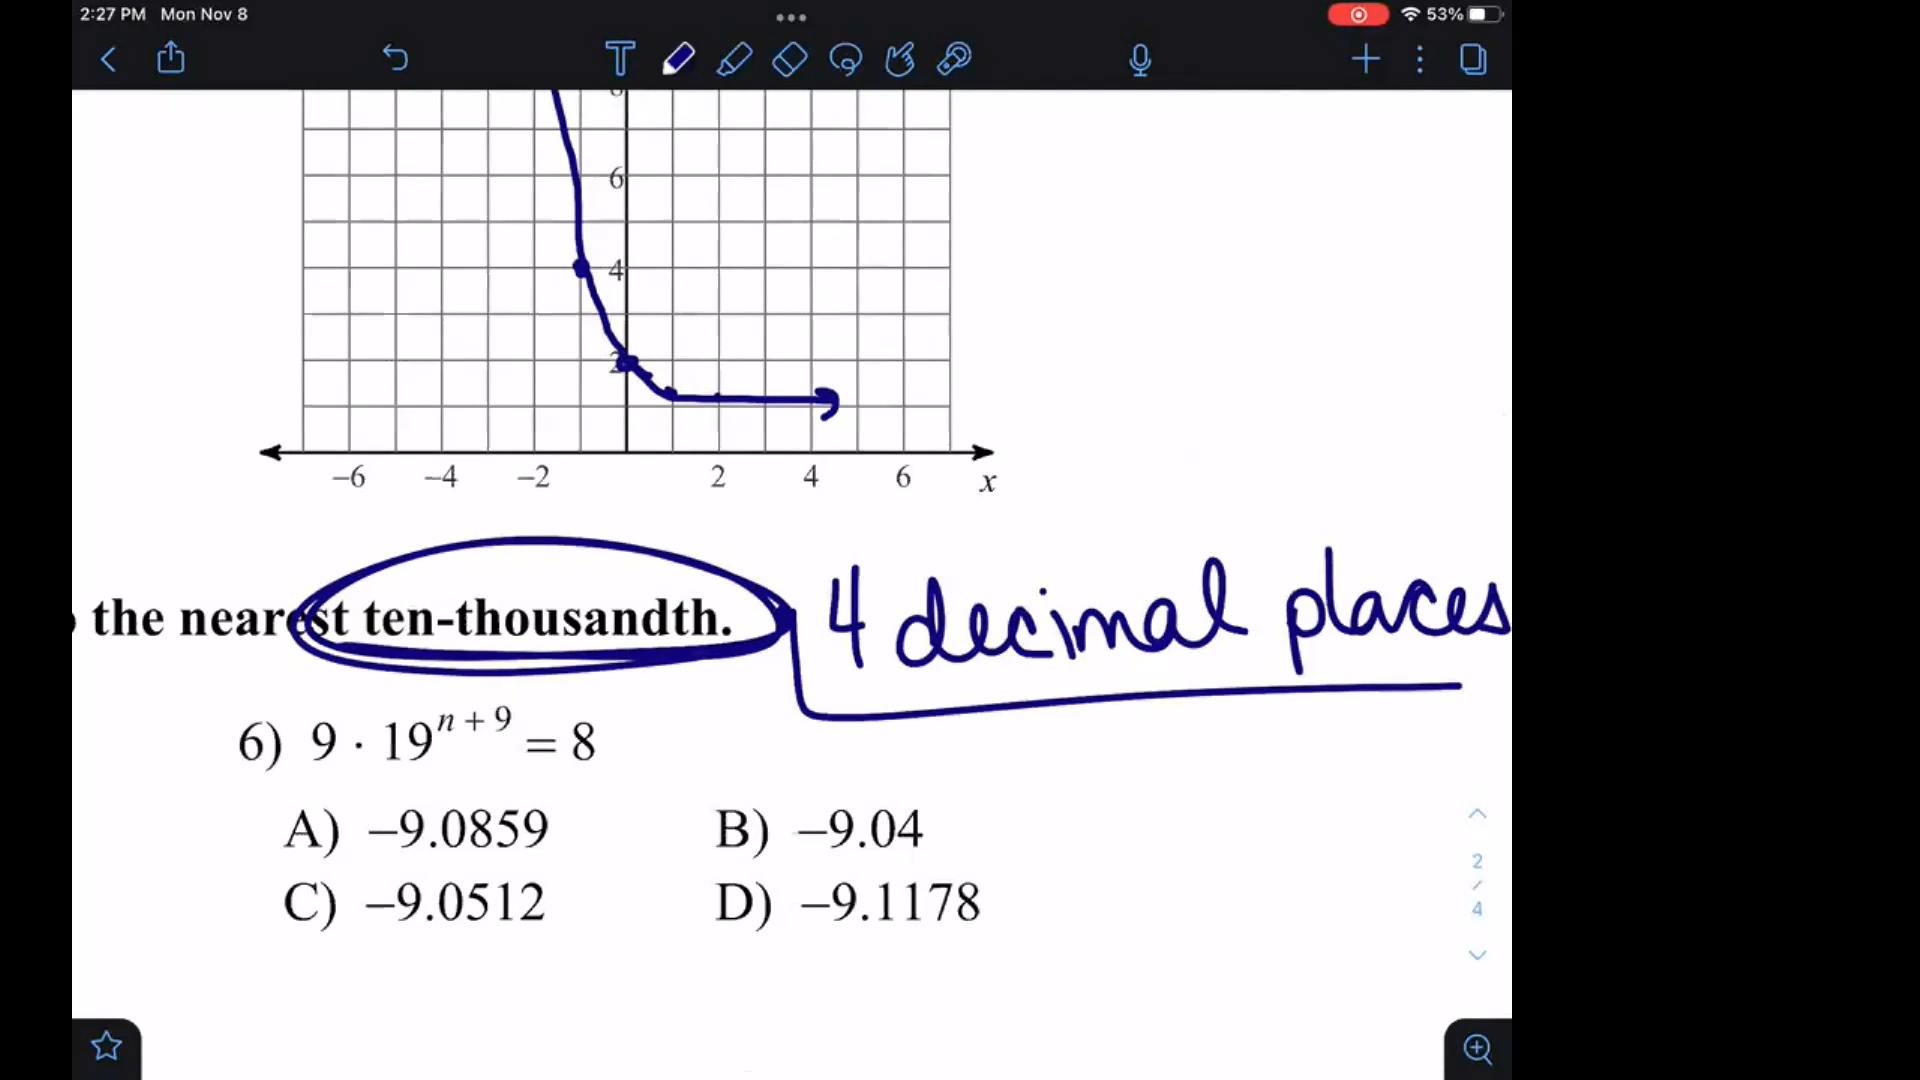 2:27 PM Mon Nov 8
53%
6
4
2
−6 −4 −2 2 4 6 x
the nearest ten-thousandth. 4 decimal places
6) 9 · 19^{n + 9} = 8
A) −9.0859 B) −9.04
C) −9.0512 D) −9.1178
2
/
4